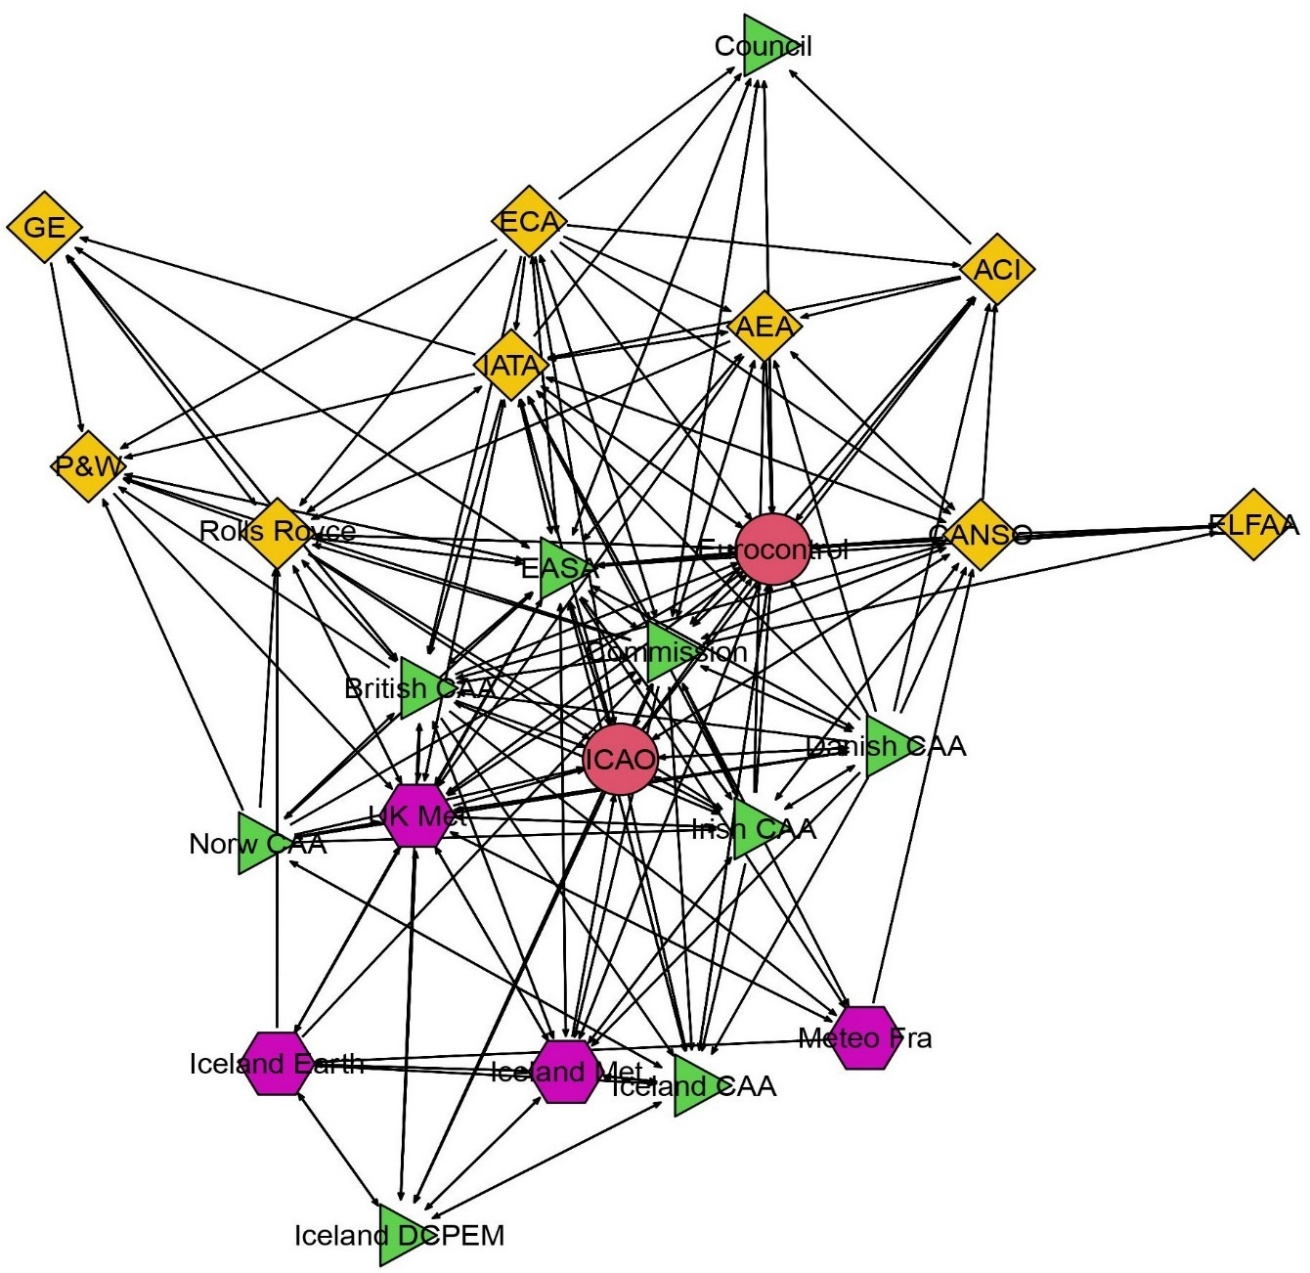 Council
GE
ECA
ACI
AEA
IATA
P&W
Rolls Royce
Eurocontrol
CANSO
ELFAA
EASA
Commission
British CAA
ICAO
Danish CAA
UK Met
Norw CAA
Irish CAA
Meteo Fra
Iceland Earth
Iceland Met
Iceland CAA
Iceland DCPEM